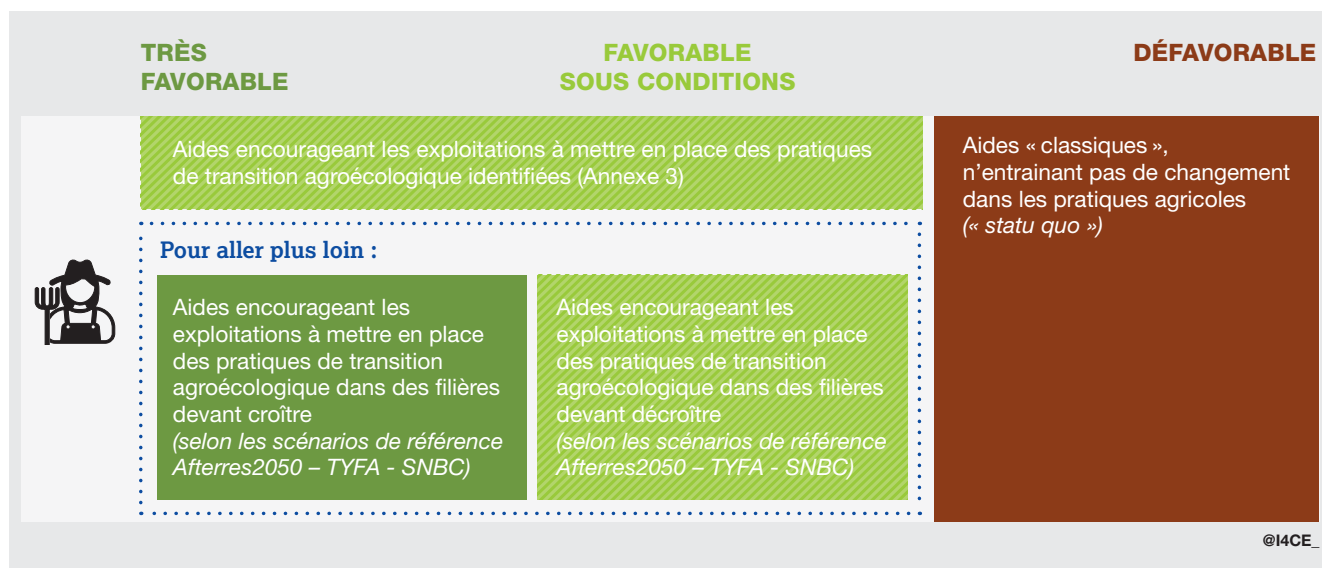 TRÈS
FAVORABLE
FAVORABLE
SOUS CONDITIONS
DÉFAVORABLE
Aides encourageant les exploitations à mettre en place des pratiques
de transition agroécologique identifiées (Annexe 3)
Pour aller plus loin :
Aides encourageant les
exploitations à mettre en place
des pratiques de transition
agroécologique dans des filières
devant croître
(selon les scénarios de référence
Afterres2050 – TYFA - SNBC)
Aides encourageant les
exploitations à mettre en place
des pratiques de transition
agroécologique dans des filières
devant décroître
(selon les scénarios de référence
Afterres2050 – TYFA - SNBC)
Aides « classiques »,
n'entrainant pas de changement
dans les pratiques agricoles
(« statu quo »)
@I4CE_